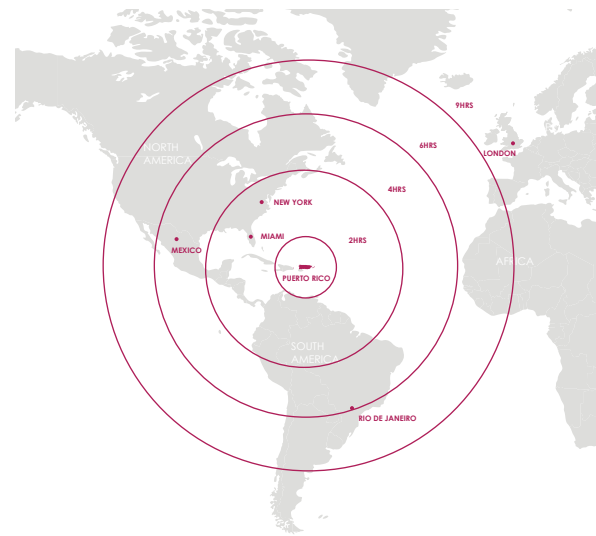 9HRS
6HRS
NORTH
AMERICA
LONDON
4HRS
NEW YORK
MIAMI
2HRS
MEXICO
AFRICA
PUERTO RICO
SOUTH
AMERICA
RIO DE JANEIRO